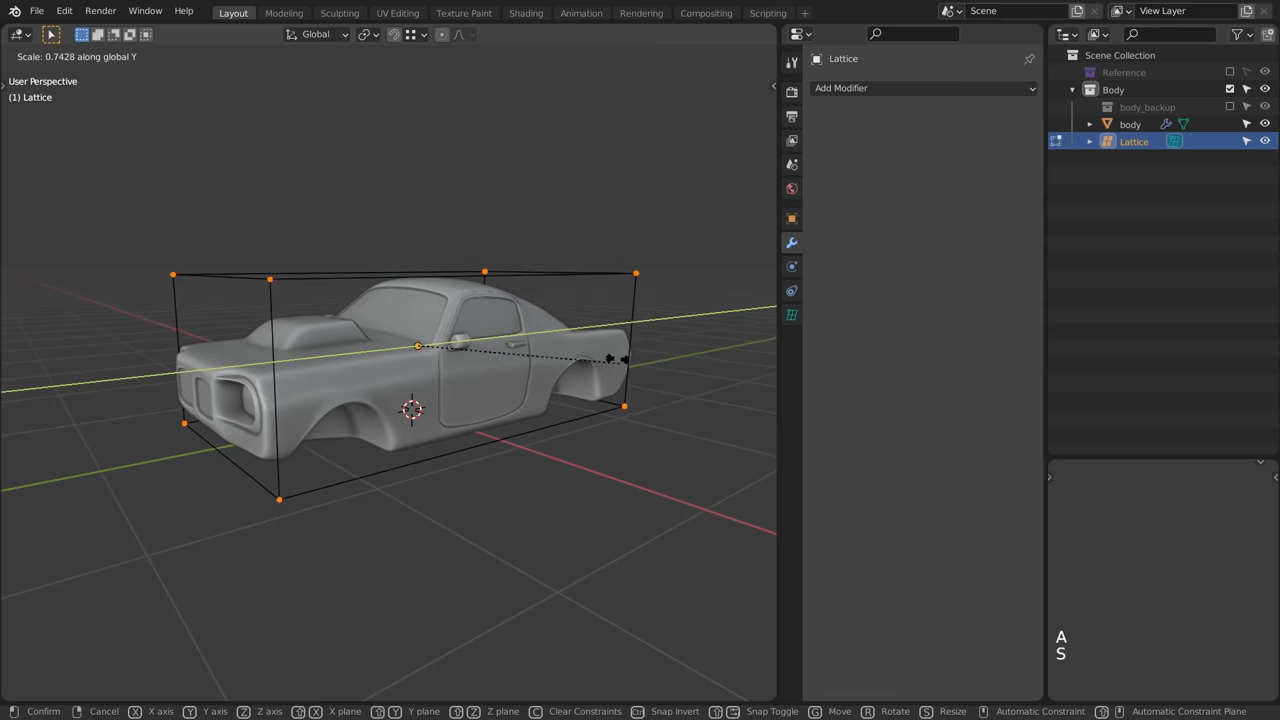 File Edit Render Window Help Layout Modeling Sculpting UV Editing Texture Paint Shading Animation Rendering Compositing Scripting + Scene View Layer
Global
Scale: 0.7428 along global Y
User Perspective
(1) Lattice
Lattice
Add Modifier
Scene Collection
Reference
Body
body_backup
body
Lattice
A
S
Confirm Cancel X X axis Y Y axis Z Z axis X X plane Y Y plane Z Z plane C Clear Constraints Ctrl Snap Invert Snap Toggle G Move R Rotate S Resize Automatic Constraint Automatic Constraint Plane